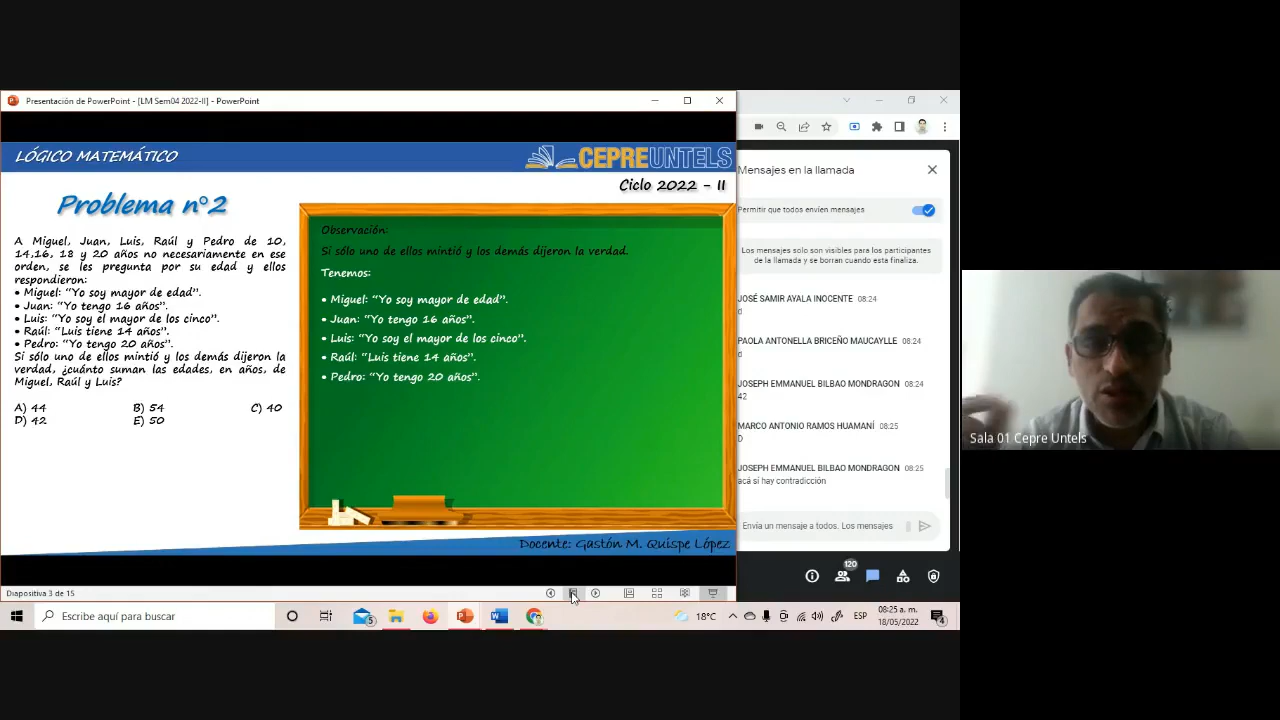 Presentación de PowerPoint - [LM Sem04 2022-II] - PowerPoint
LÓGICO MATEMÁTICO
CEPREUNTELS
Ciclo 2022 - II
Problema n°2
A Miguel, Juan, Luis, Raúl y Pedro de 10,
14,16, 18 y 20 años no necesariamente en ese
orden, se les pregunta por su edad y ellos
respondieron:
• Miguel: “Yo soy mayor de edad”.
• Juan: “Yo tengo 16 años”.
• Luis: “Yo soy el mayor de los cinco”.
• Raúl: “Luis tiene 14 años”.
• Pedro: “Yo tengo 20 años”.
Si sólo uno de ellos mintió y los demás dijeron la
verdad, ¿cuánto suman las edades, en años, de
Miguel, Raúl y Luis?
A) 44 B) 54 C) 40
D) 42 E) 50
Observación:
Si sólo uno de ellos mintió y los demás dijeron la verdad.
Tenemos:
• Miguel: “Yo soy mayor de edad”.
• Juan: “Yo tengo 16 años”.
• Luis: “Yo soy el mayor de los cinco”.
• Raúl: “Luis tiene 14 años”.
• Pedro: “Yo tengo 20 años”.
Docente: Gastón M. Quispe López
Diapositiva 3 de 15
Mensajes en la llamada
Permitir que todos envíen mensajes
Los mensajes solo son visibles para los participantes
de la llamada y se borran cuando esta finaliza.
JOSÉ SAMIR AYALA INOCENTE 08:24
d
PAOLA ANTONELLA BRICEÑO MAUCAYLLE 08:24
d
JOSEPH EMMANUEL BILBAO MONDRAGON 08:24
42
MARCO ANTONIO RAMOS HUAMANÍ 08:25
D
JOSEPH EMMANUEL BILBAO MONDRAGON 08:25
acá sí hay contradicción
Envía un mensaje a todos. Los mensajes
120
Sala 01 Cepre Untels
Escribe aquí para buscar
5
18°C
ESP
08:25 a. m.
18/05/2022
4